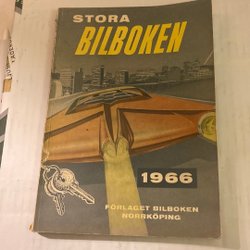 STORA
BILBOKEN
1966
FÖRLAGET BILBOKEN
NORRKÖPING